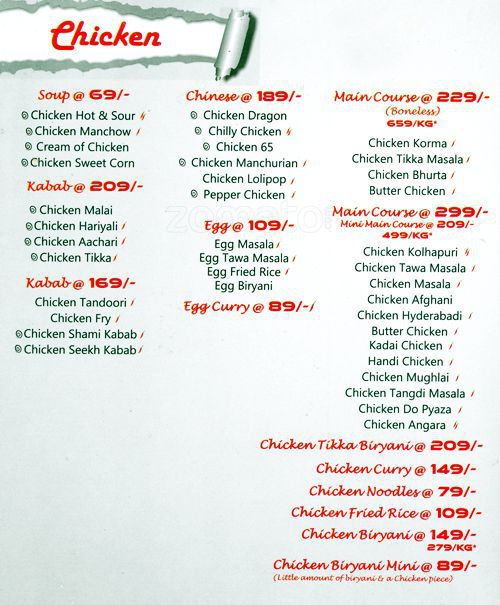 Chicken
Soup @ 69/-
Chicken Hot & Sour
Chicken Manchow
Cream of Chicken
Chicken Sweet Corn
Kabab @ 209/-
Chicken Malai
Chicken Hariyali
Chicken Aachari
Chicken Tikka
Kabab @ 169/-
Chicken Tandoori
Chicken Fry
Chicken Shami Kabab
Chicken Seekh Kabab
Chinese @ 189/-
Chicken Dragon
Chilly Chicken
Chicken 65
Chicken Manchurian
Chicken Lolipop
Pepper Chicken
Egg @ 109/-
Egg Masala
Egg Tawa Masala
Egg Fried Rice
Egg Biryani
Egg Curry @ 89/-
Main Course @ 229/-
(Boneless)
659/KG*
Chicken Korma
Chicken Tikka Masala
Chicken Bhurta
Butter Chicken
Main Course @ 299/-
Mini Main Course @ 209/-
499/KG*
Chicken Kolhapuri
Chicken Tawa Masala
Chicken Masala
Chicken Afghani
Chicken Hyderabadi
Butter Chicken
Kadai Chicken
Handi Chicken
Chicken Mughlai
Chicken Tangdi Masala
Chicken Do Pyaza
Chicken Angara
Chicken Tikka Biryani @ 209/-
Chicken Curry @ 149/-
Chicken Noodles @ 79/-
Chicken Fried Rice @ 109/-
Chicken Biryani @ 149/-
279/KG*
Chicken Biryani Mini @ 89/-
(Little amount of biryani & a Chicken piece)